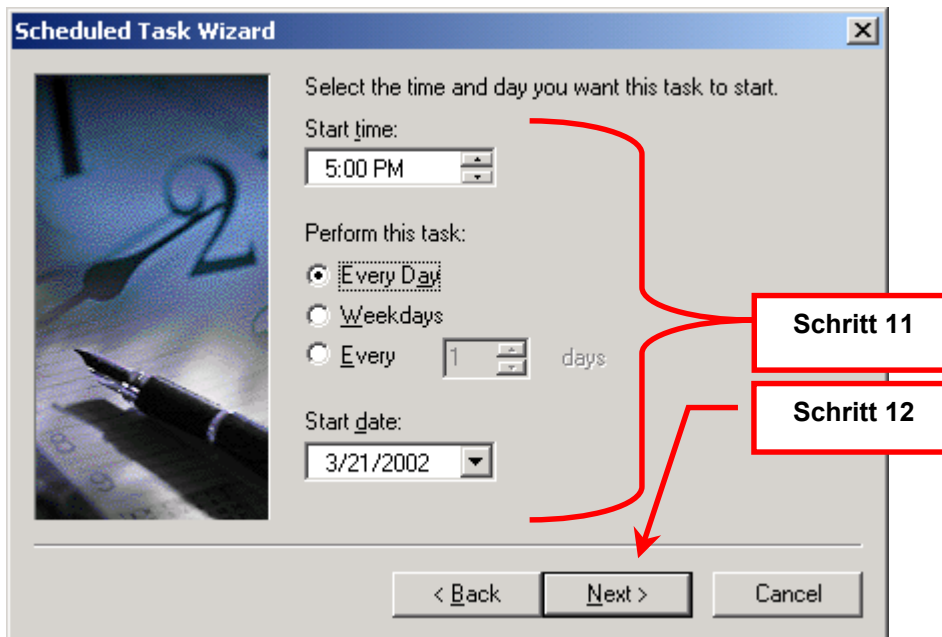 Scheduled Task Wizard
Select the time and day you want this task to start.
Start time:
5:00 PM
Perform this task:
Every Day
Weekdays
Every 1 days
Start date:
3/21/2002
Schritt 11
Schritt 12
< Back Next > Cancel